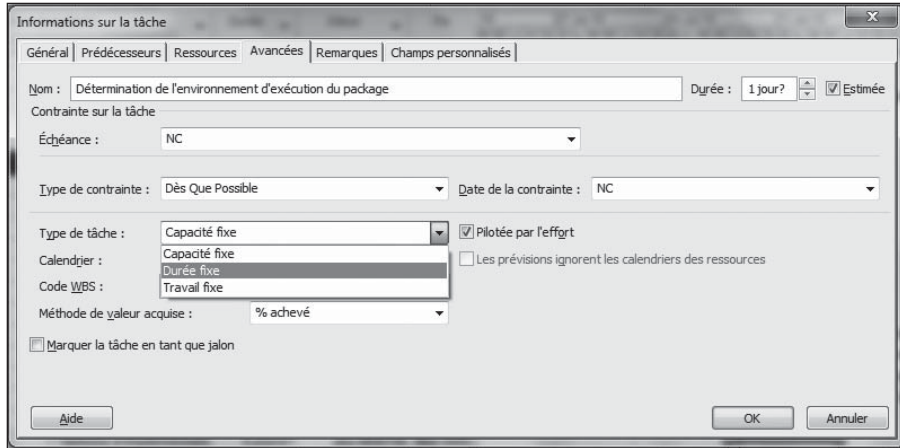 Informations sur la tâche
Général Prédécesseurs Ressources Avancées Remarques Champs personnalisés
Nom : Détermination de l'environnement d'exécution du package Durée : 1 jour? Estimée
Contrainte sur la tâche
Échéance : NC
Type de contrainte : Dès Que Possible Date de la contrainte : NC
Type de tâche : Capacité fixe Pilotée par l'effort
Capacité fixe
Calendrier : Durée fixe Les prévisions ignorent les calendriers des ressources
Code WBS : Travail fixe
Méthode de valeur acquise : % achevé
Marquer la tâche en tant que jalon
Aide OK Annuler